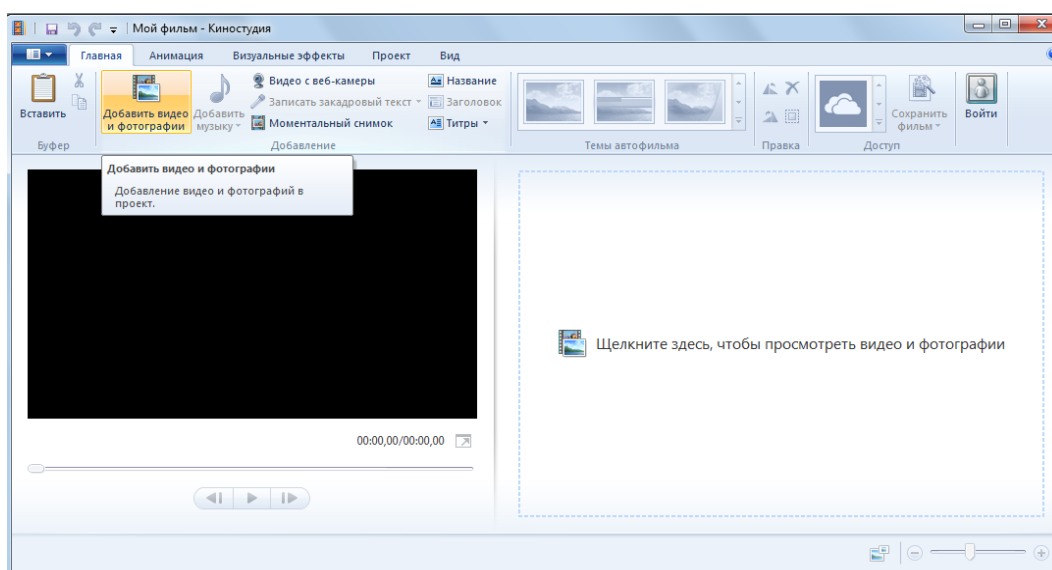 Мой фильм - Киностудия
Главная Анимация Визуальные эффекты Проект Вид
Вставить
Добавить видео
и фотографии
Добавить
музыку
Видео с веб-камеры
Записать закадровый текст
Моментальный снимок
Название
Заголовок
Титры
Сохранить
фильм
Войти
Буфер
Добавление
Темы автофильма
Правка
Доступ
Добавить видео и фотографии
Добавление видео и фотографий в
проект.
Щелкните здесь, чтобы просмотреть видео и фотографии
00:00,00/00:00,00